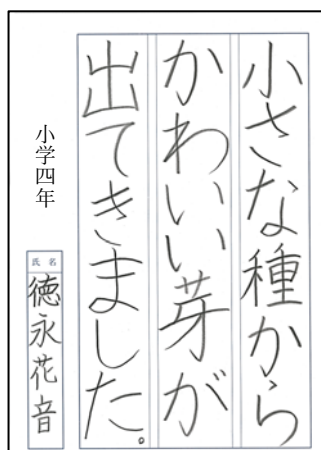 小さな種から
かわいい芽が
出てきました。
小学四年
氏名
徳永花音